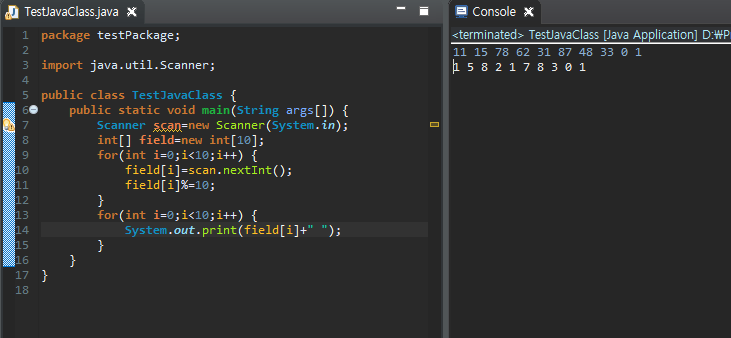 TestJavaClass.java
1 package testPackage;
2
3 import java.util.Scanner;
4
5 public class TestJavaClass {
6 public static void main(String args[]) {
7 Scanner scan=new Scanner(System.in);
8 int[] field=new int[10];
9 for(int i=0;i<10;i++) {
10 field[i]=scan.nextInt();
11 field[i]%=10;
12 }
13 for(int i=0;i<10;i++) {
14 System.out.print(field[i]+" ");
15 }
16 }
17 }
18
Console
<terminated> TestJavaClass [Java Application] D:₩P
11 15 78 62 31 87 48 33 0 1
1 5 8 2 1 7 8 3 0 1